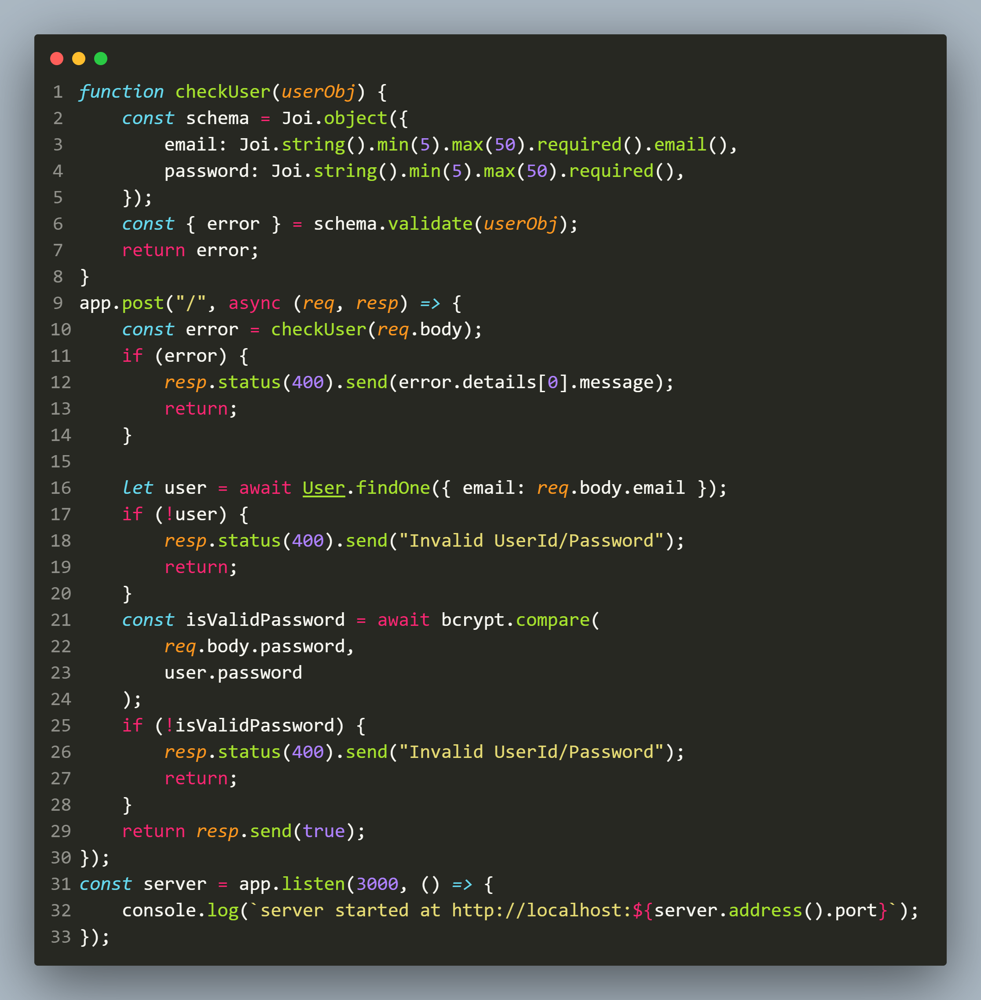 1 function checkUser(userObj) {
2     const schema = Joi.object({
3         email: Joi.string().min(5).max(50).required().email(),
4         password: Joi.string().min(5).max(50).required(),
5     });
6     const { error } = schema.validate(userObj);
7     return error;
8 }
9 app.post("/", async (req, resp) => {
10     const error = checkUser(req.body);
11     if (error) {
12         resp.status(400).send(error.details[0].message);
13         return;
14     }
15
16     let user = await User.findOne({ email: req.body.email });
17     if (!user) {
18         resp.status(400).send("Invalid UserId/Password");
19         return;
20     }
21     const isValidPassword = await bcrypt.compare(
22         req.body.password,
23         user.password
24     );
25     if (!isValidPassword) {
26         resp.status(400).send("Invalid UserId/Password");
27         return;
28     }
29     return resp.send(true);
30 });
31 const server = app.listen(3000, () => {
32     console.log(`server started at http://localhost:${server.address().port}`);
33 });